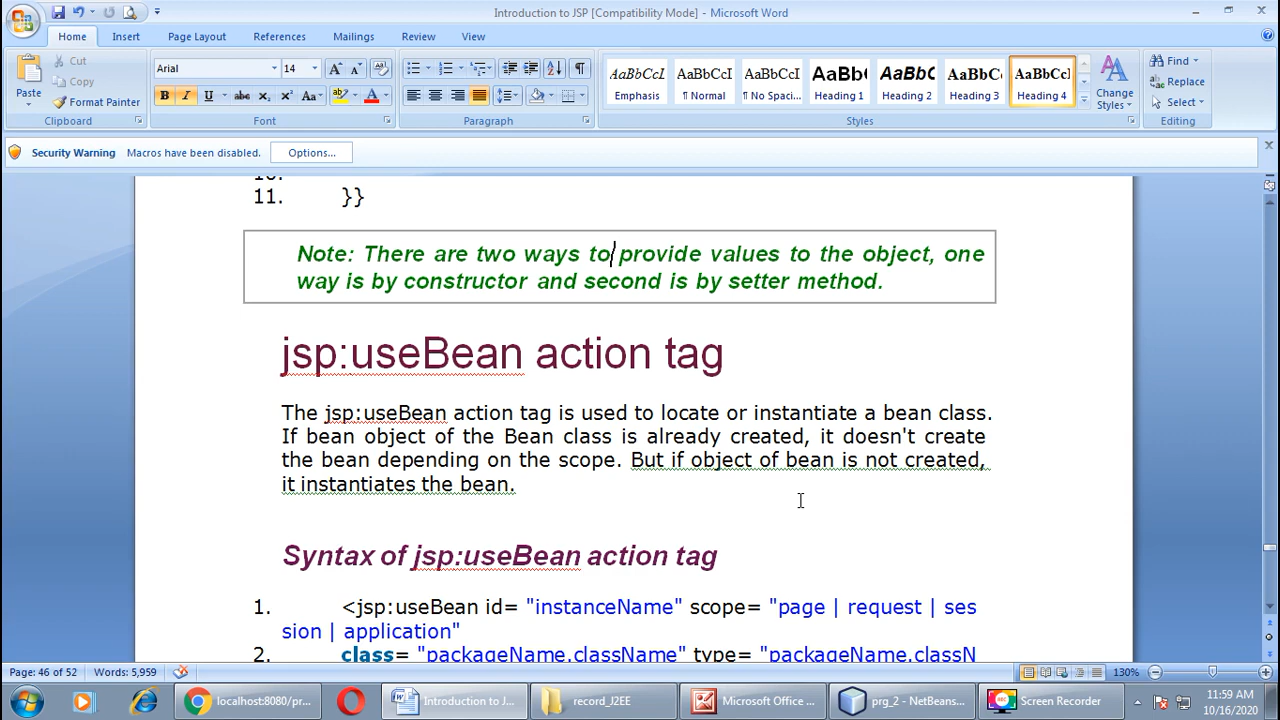 Introduction to JSP [Compatibility Mode] - Microsoft Word
Home Insert Page Layout References Mailings Review View
Paste
Cut
Copy
Format Painter
Clipboard
Arial 14
Font
Paragraph
AaBbCcI AaBbCcI AaBbCcI AaBb( AaBbC AaBbC AaBbCcI
Emphasis ¶ Normal ¶ No Spaci... Heading 1 Heading 2 Heading 3 Heading 4
Change Styles
Styles
Find
Replace
Select
Editing
Security Warning Macros have been disabled. Options...
11. }}
Note: There are two ways to provide values to the object, one
way is by constructor and second is by setter method.
jsp:useBean action tag
The jsp:useBean action tag is used to locate or instantiate a bean class.
If bean object of the Bean class is already created, it doesn't create
the bean depending on the scope. But if object of bean is not created,
it instantiates the bean.
Syntax of jsp:useBean action tag
1. <jsp:useBean id= "instanceName" scope= "page | request | ses
sion | application"
2. class= "packageName.className" type= "packageName.classN
Page: 46 of 52 Words: 5,959 130%
localhost:8080/pr... Introduction to J... record_J2EE Microsoft Office ... prg_2 - NetBeans... Screen Recorder
11:59 AM
10/16/2020